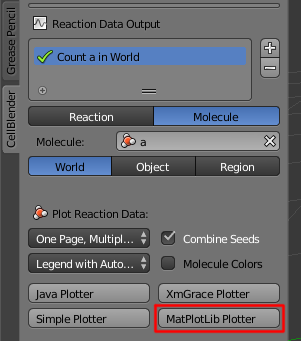 Grease Pencil
CellBlender
Reaction Data Output
Count a in World
Reaction
Molecule
Molecule:
a
World
Object
Region
Plot Reaction Data:
One Page, Multipl...
Combine Seeds
Legend with Auto...
Molecule Colors
Java Plotter
XmGrace Plotter
Simple Plotter
MatPlotLib Plotter